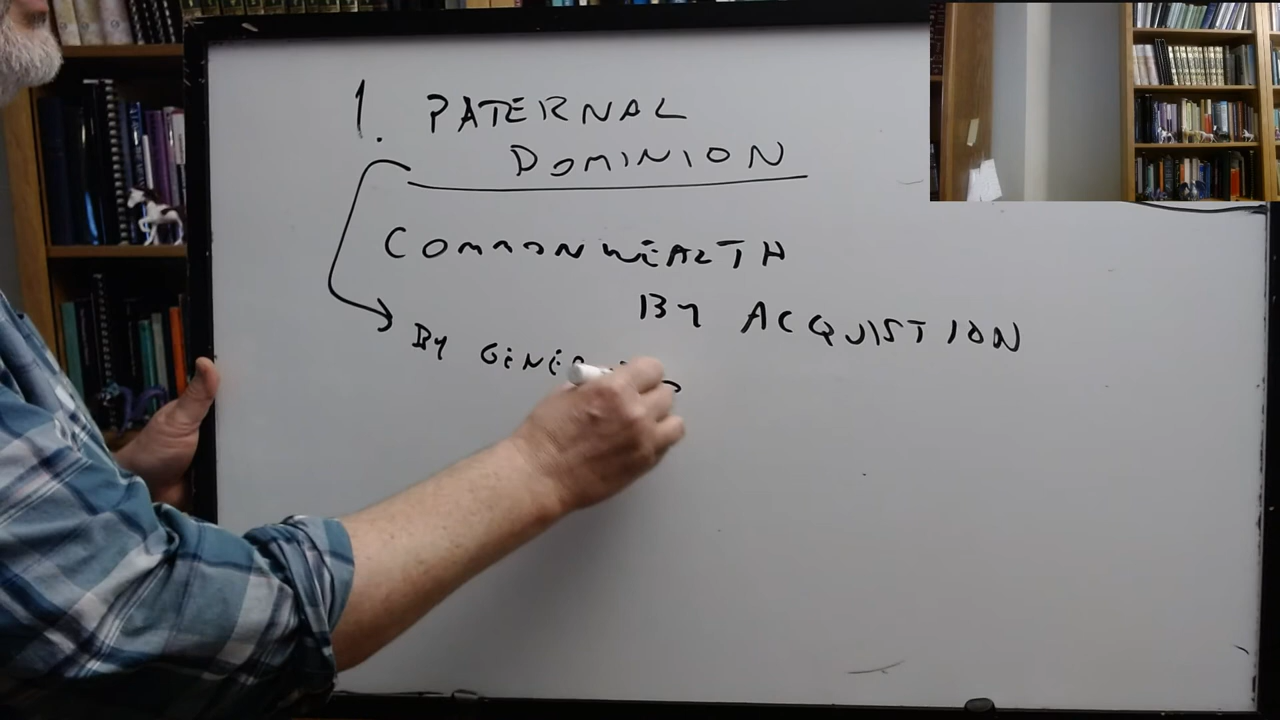 1. PATERNAL
DOMINION
COMMONWEALTH
By ACQUISTION
By